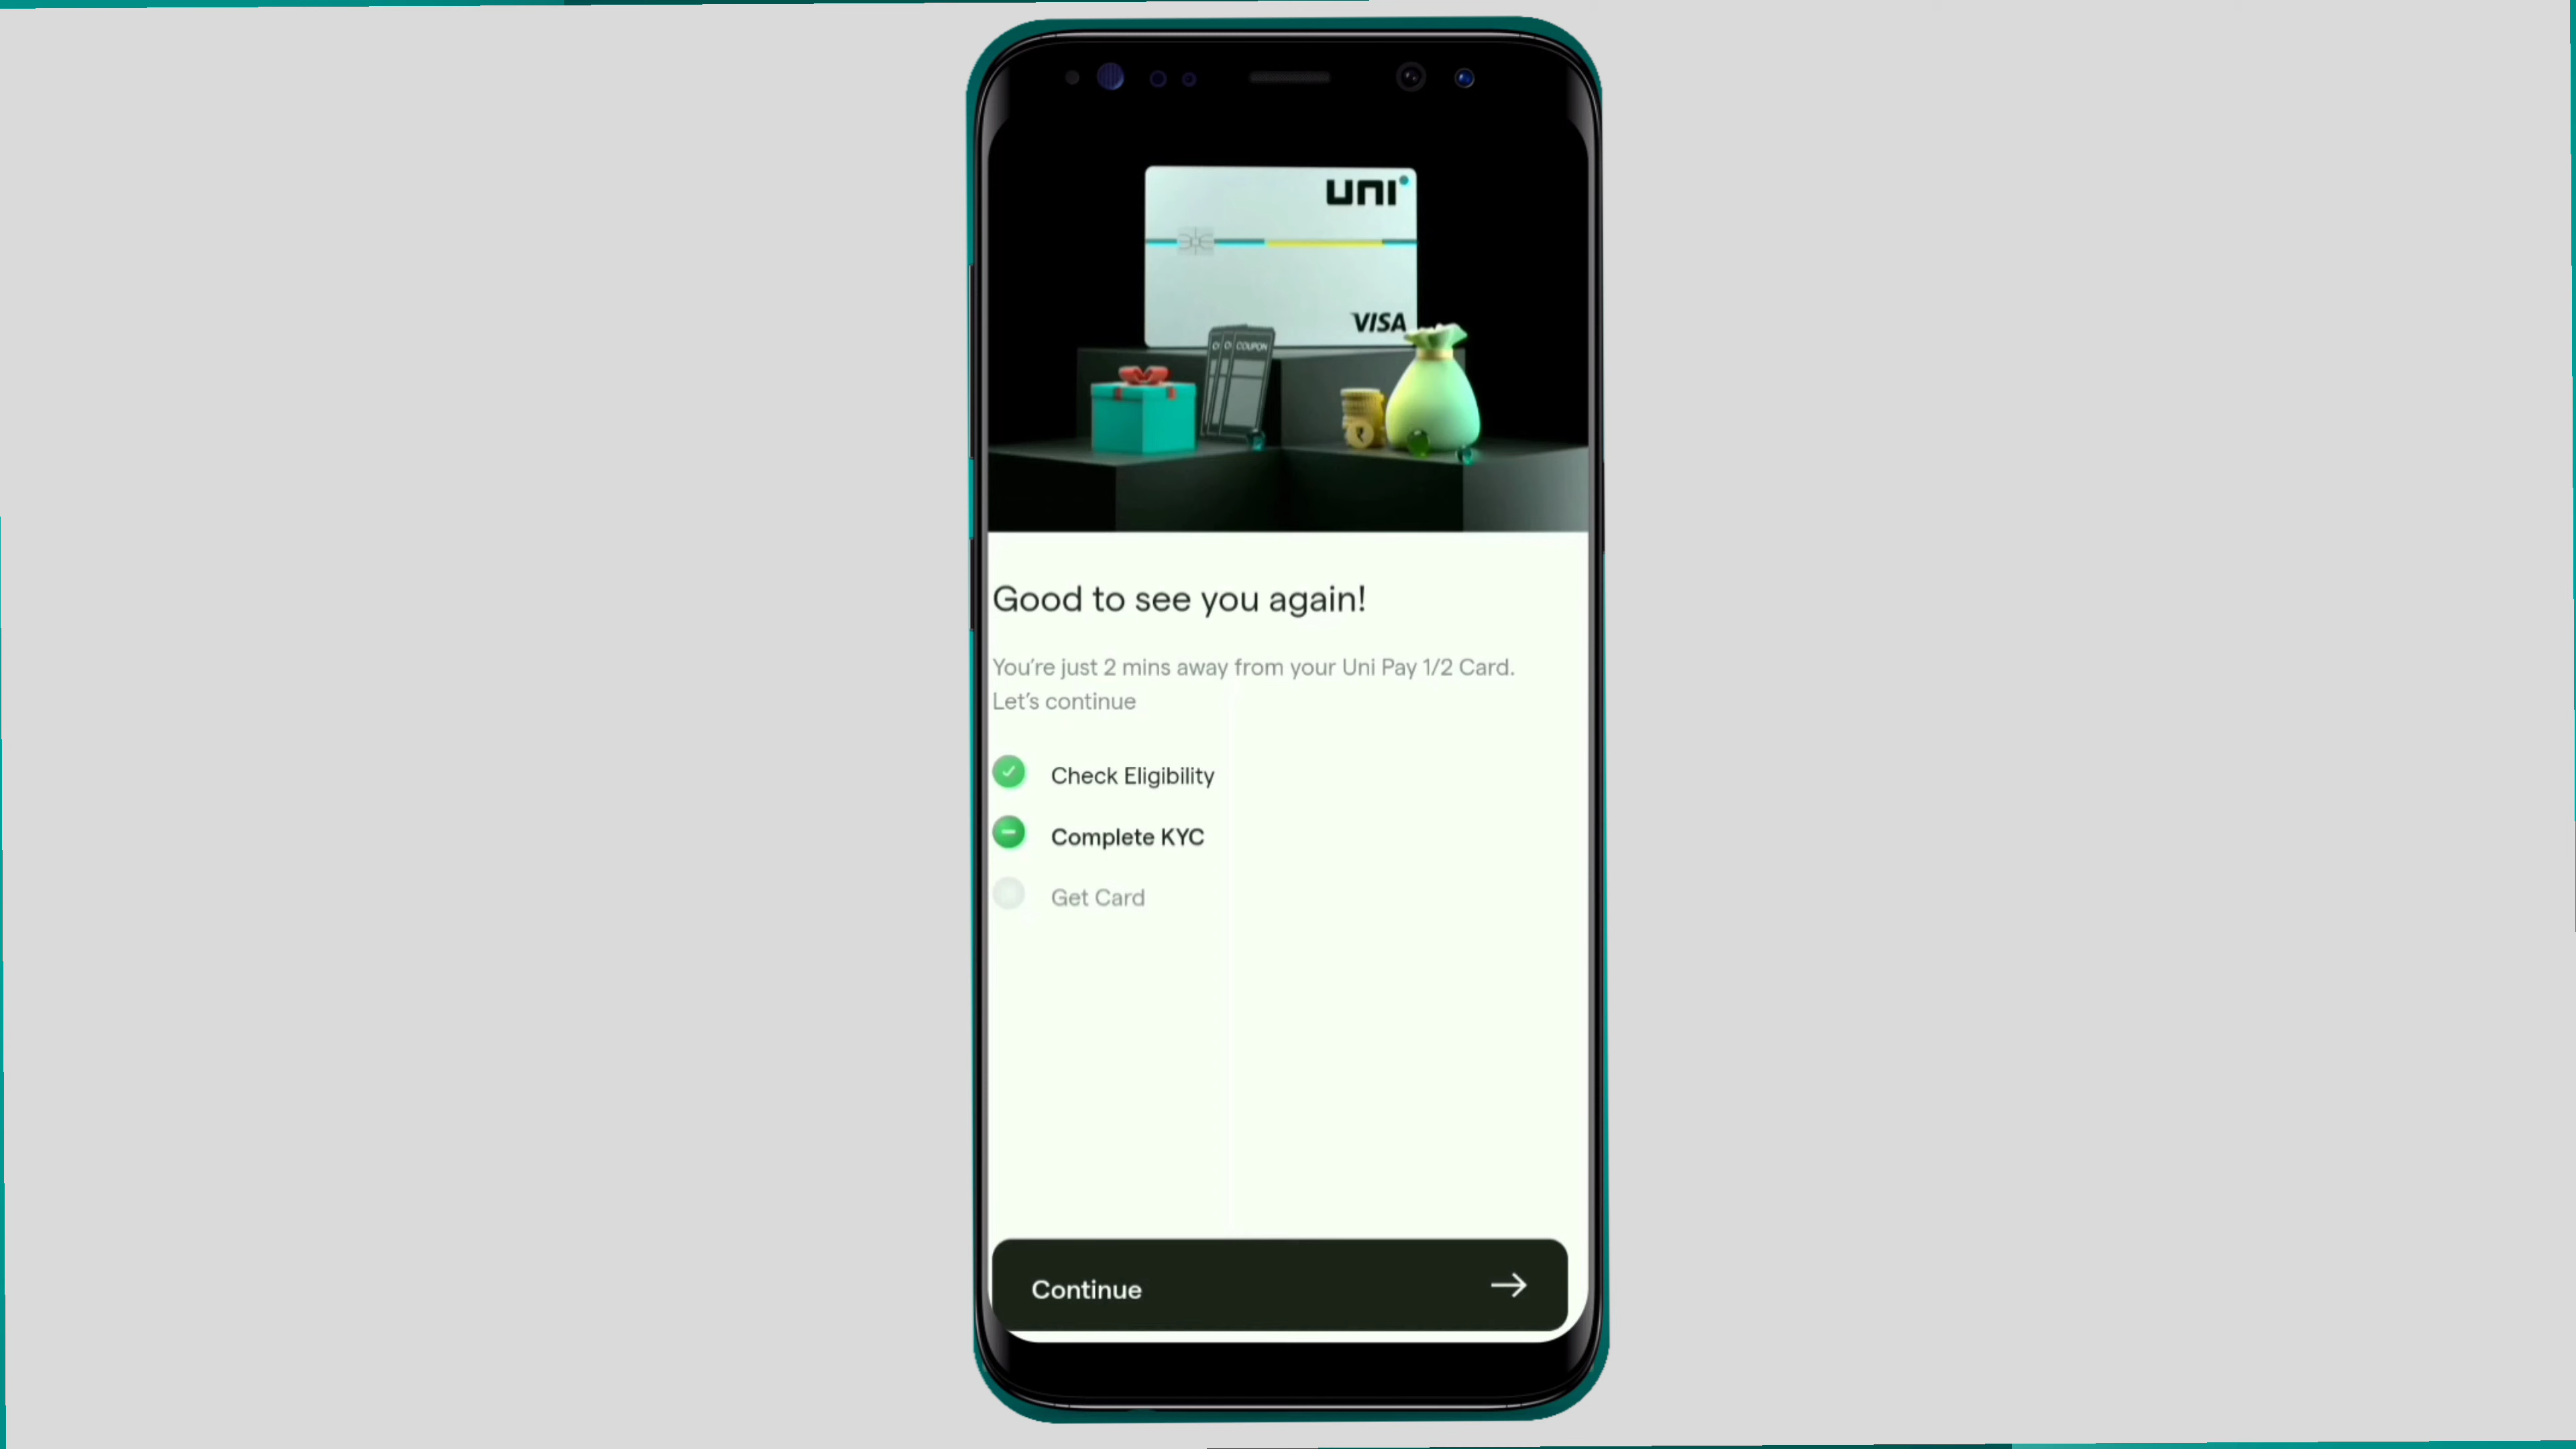 UNI
VISA
COUPON
Good to see you again!
You're just 2 mins away from your Uni Pay 1/2 Card.
Let's continue
Check Eligibility
Complete KYC
Get Card
Continue